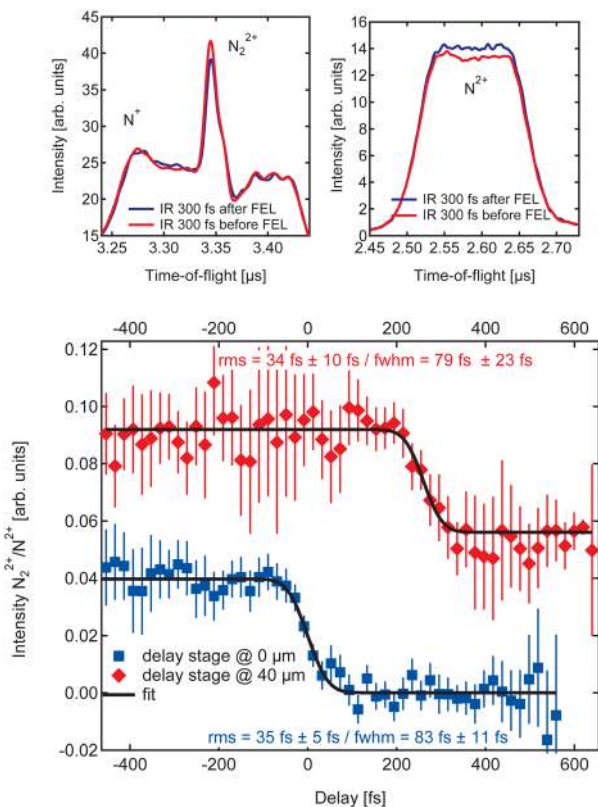 Intensity [arb. units]
45
40
35
30
25
20
15
N+
N₂²⁺
IR 300 fs after FEL
IR 300 fs before FEL
3.25
3.30
3.35
3.40
Time-of-flight [µs]
Intensity [arb. units]
16
14
12
10
8
6
4
2
0
N²⁺
IR 300 fs after FEL
IR 300 fs before FEL
2.45
2.50
2.55
2.60
2.65
2.70
Time-of-flight [µs]
-400
-200
0
200
400
600
rms = 34 fs ± 10 fs / fwhm = 79 fs ± 23 fs
Intensity N₂²⁺/N²⁺ [arb. units]
0.12
0.10
0.08
0.06
0.04
0.02
0.00
-0.02
delay stage @ 0 µm
delay stage @ 40 µm
fit
rms = 35 fs ± 5 fs / fwhm = 83 fs ± 11 fs
-400
-200
0
200
400
600
Delay [fs]